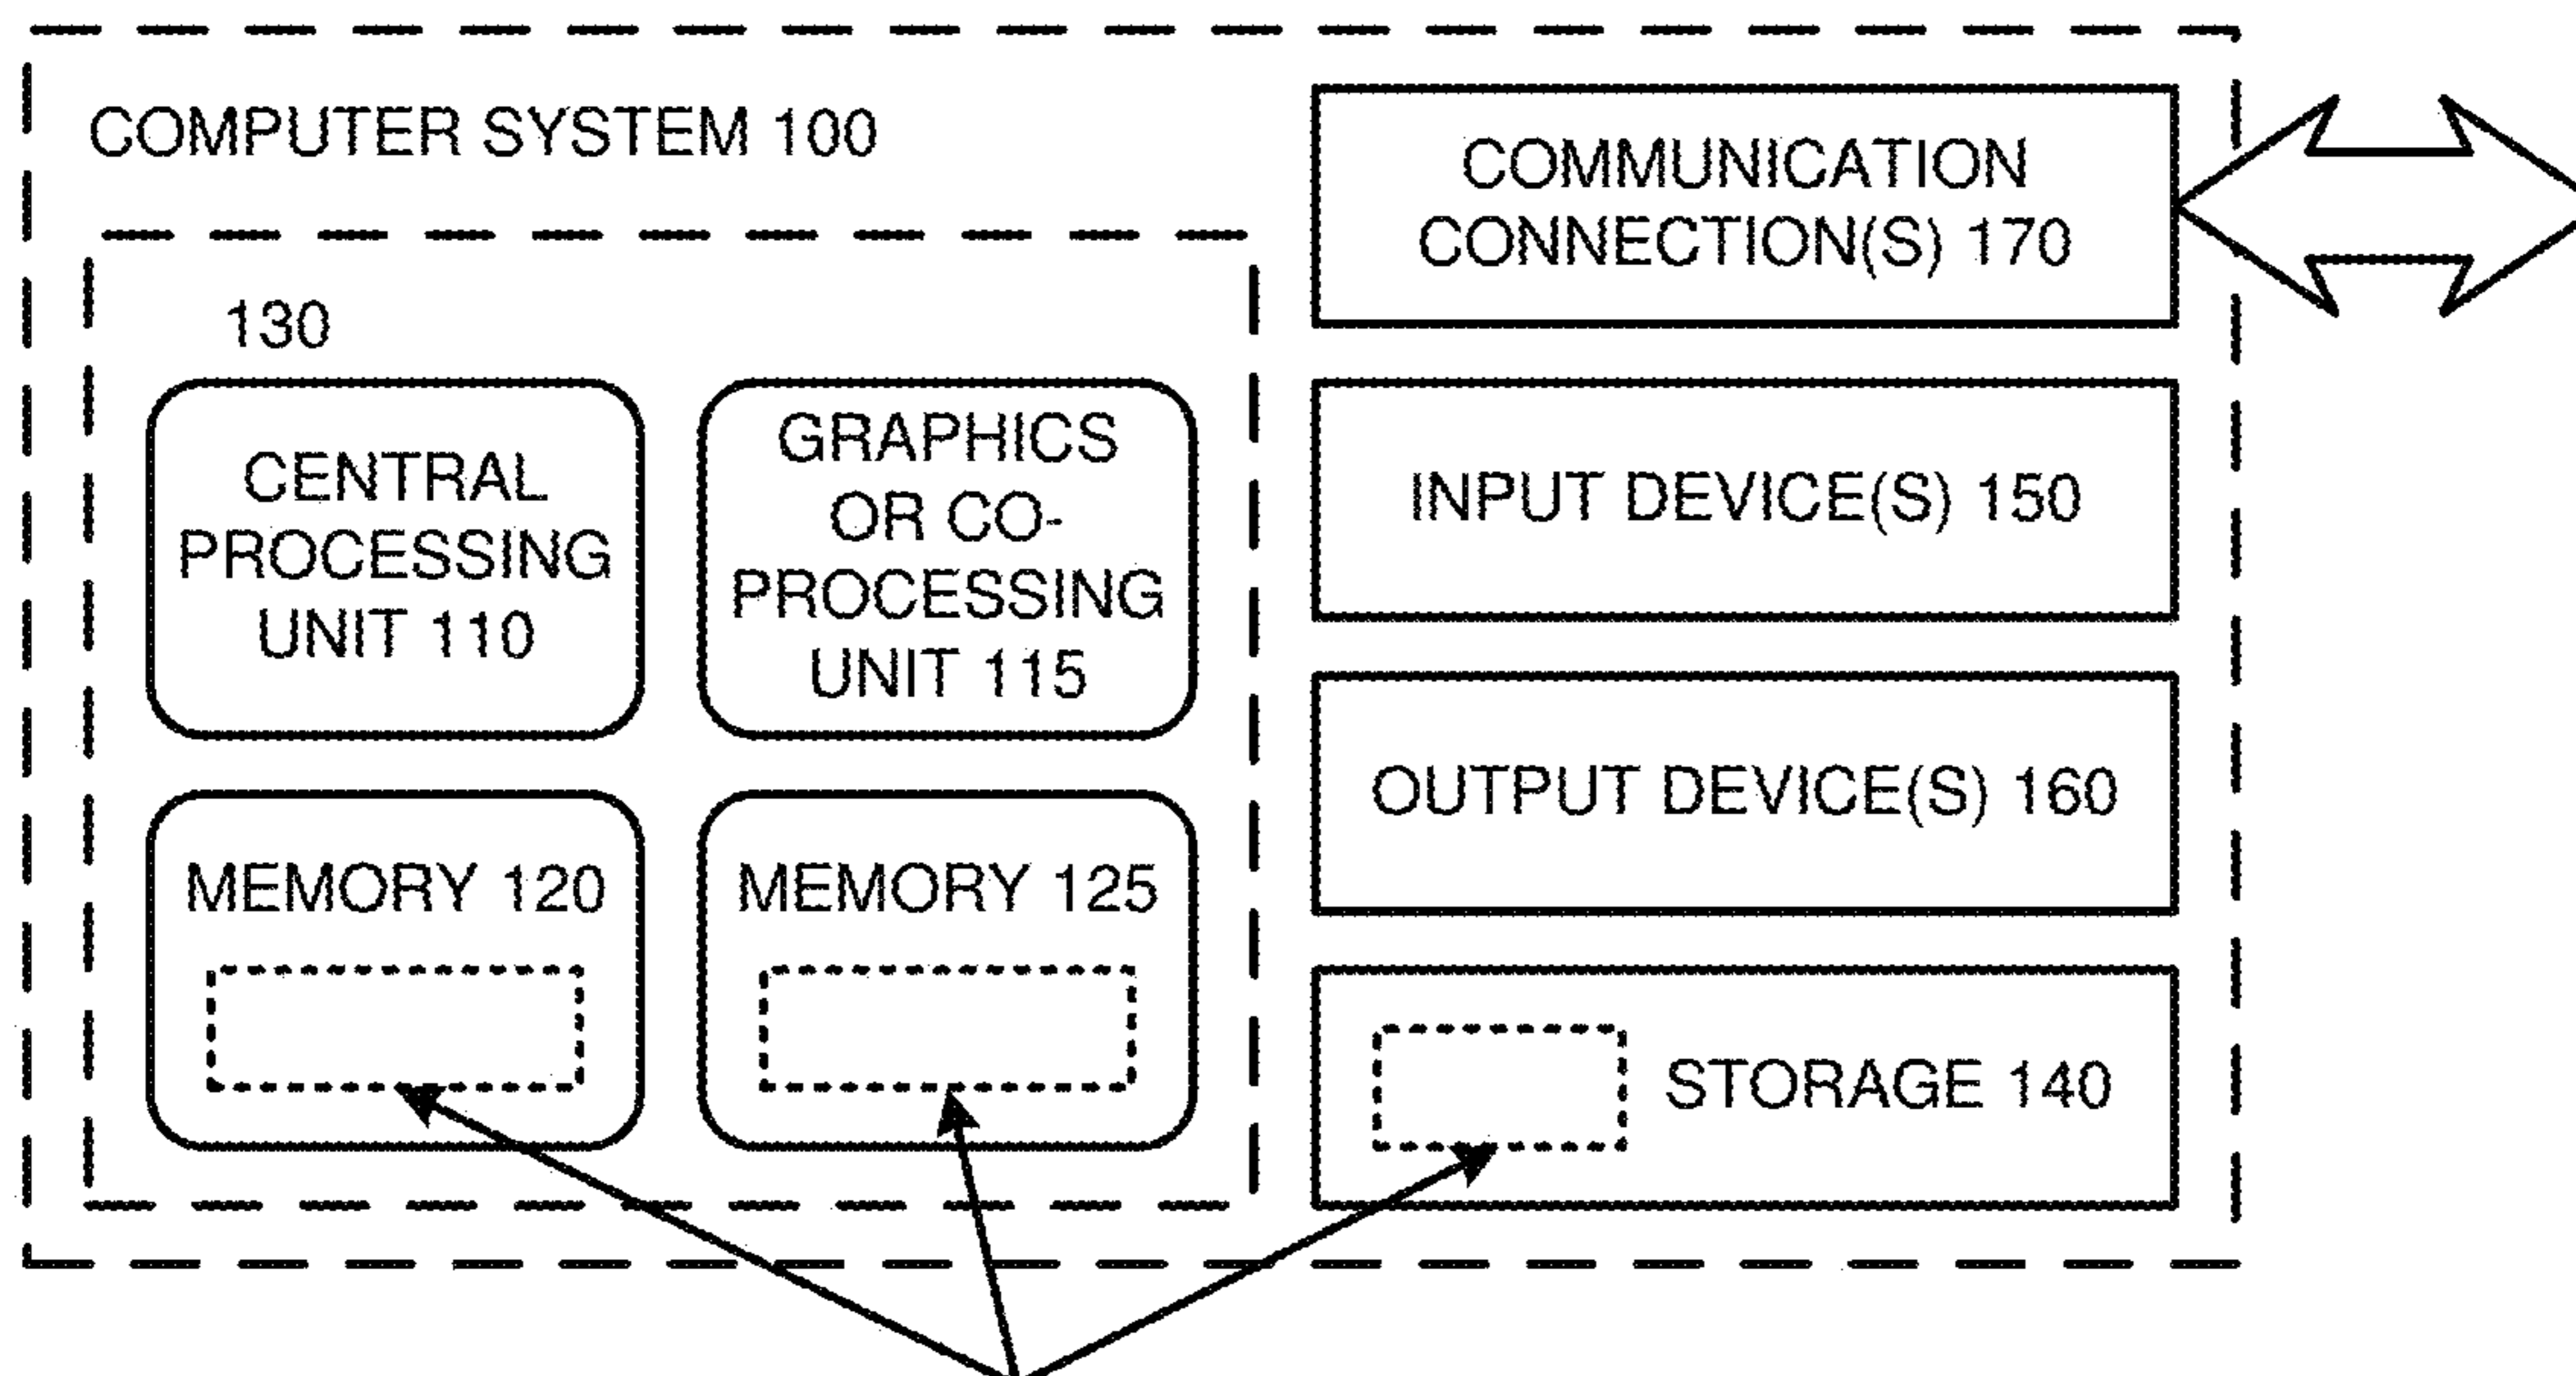 COMPUTER SYSTEM 100
130
CENTRAL
PROCESSING
UNIT 110
GRAPHICS
OR CO-
PROCESSING
UNIT 115
MEMORY 120
MEMORY 125
COMMUNICATION
CONNECTION(S) 170
INPUT DEVICE(S) 150
OUTPUT DEVICE(S) 160
STORAGE 140